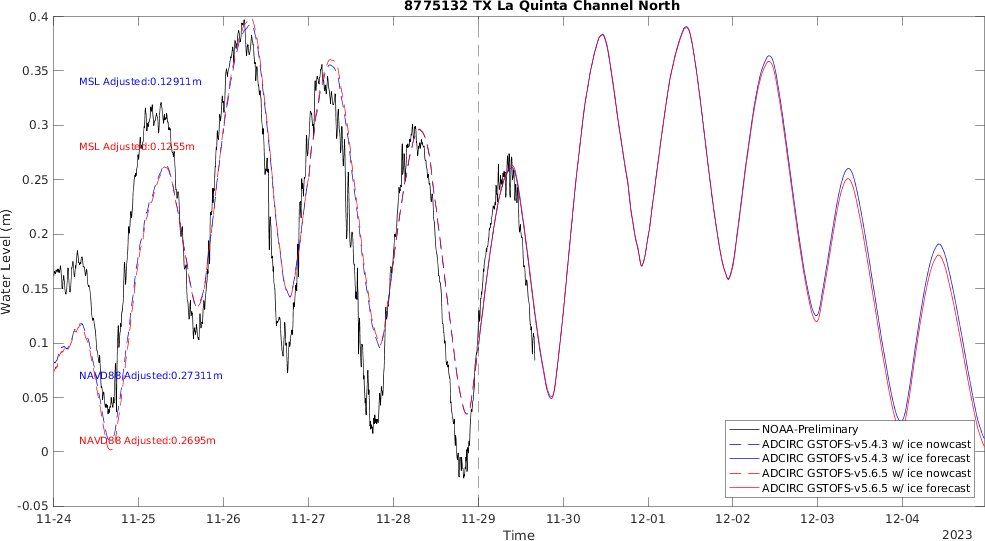 8775132 TX La Quinta Channel North
0.4
0.35
0.3
0.25
0.2
0.15
0.1
0.05
0
-0.05
Water Level (m)
MSL Adjusted:0.12911m
MSL Adjusted:0.1255m
NAVD88 Adjusted:0.27311m
NAVD88 Adjusted:0.2695m
NOAA-Preliminary
ADCIRC GSTOFS-v5.4.3 w/ ice nowcast
ADCIRC GSTOFS-v5.4.3 w/ ice forecast
ADCIRC GSTOFS-v5.6.5 w/ ice nowcast
ADCIRC GSTOFS-v5.6.5 w/ ice forecast
11-24 11-25 11-26 11-27 11-28 11-29 11-30 12-01 12-02 12-03 12-04
Time
2023